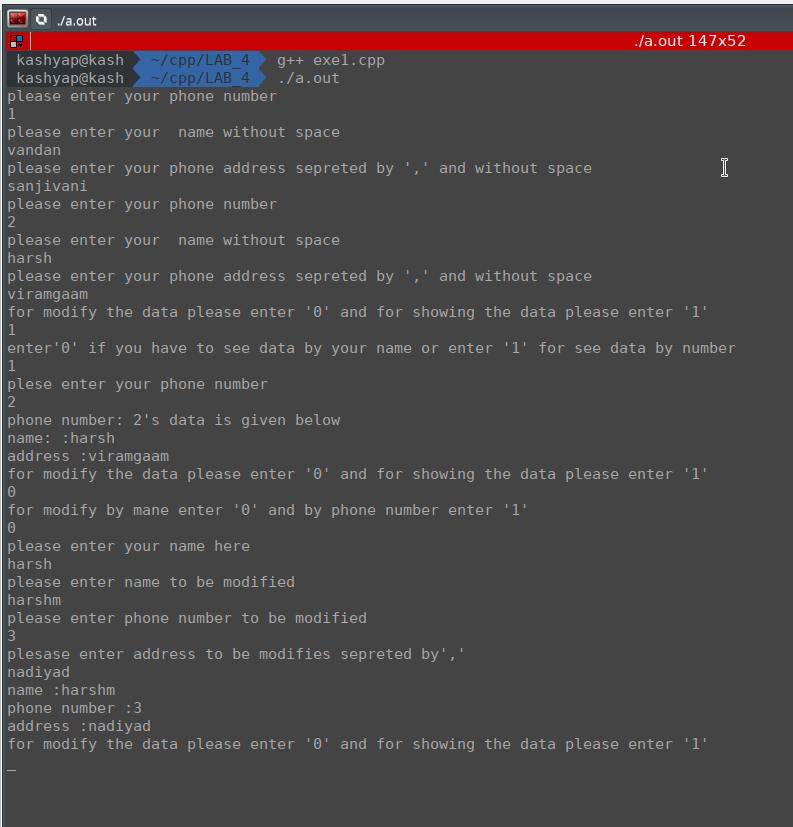 ./a.out
./a.out 147x52
kashyap@kash ~/cpp/LAB_4 g++ exe1.cpp
kashyap@kash ~/cpp/LAB_4 ./a.out
please enter your phone number
1
please enter your  name without space
vandan
please enter your phone address sepreted by ',' and without space
sanjivani
please enter your phone number
2
please enter your  name without space
harsh
please enter your phone address sepreted by ',' and without space
viramgaam
for modify the data please enter '0' and for showing the data please enter '1'
1
enter'0' if you have to see data by your name or enter '1' for see data by number
1
plese enter your phone number
2
phone number: 2's data is given below
name: :harsh
address :viramgaam
for modify the data please enter '0' and for showing the data please enter '1'
0
for modify by mane enter '0' and by phone number enter '1'
0
please enter your name here
harsh
please enter name to be modified
harshm
please enter phone number to be modified
3
plesase enter address to be modifies sepreted by','
nadiyad
name :harshm
phone number :3
address :nadiyad
for modify the data please enter '0' and for showing the data please enter '1'